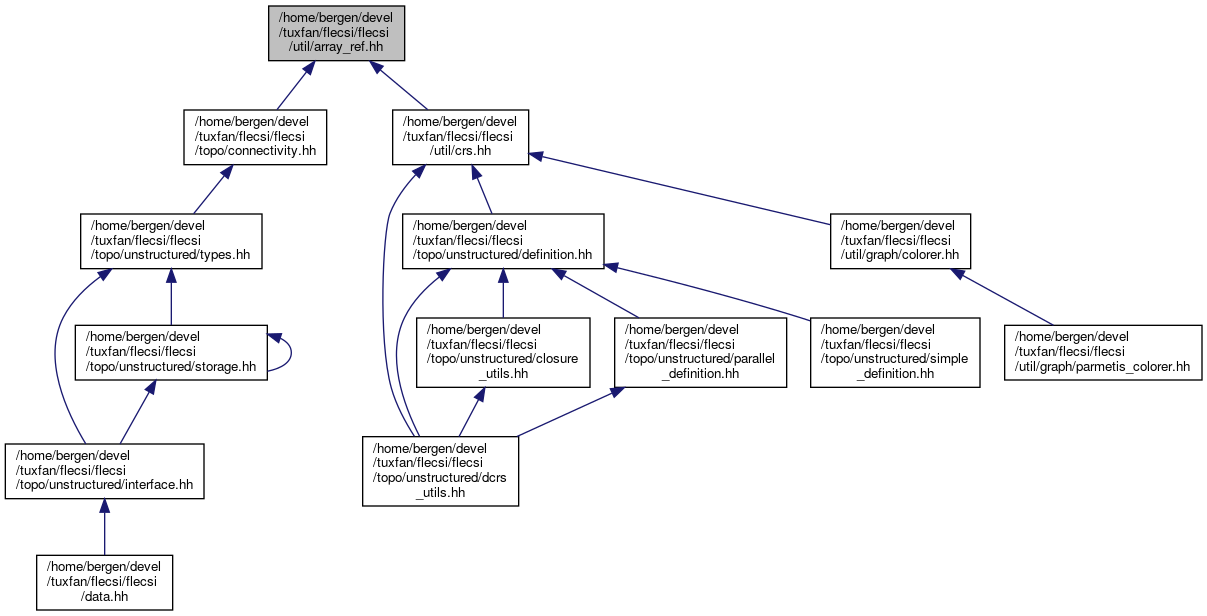 /home/bergen/devel
/tuxfan/flecsi/flecsi
/util/array_ref.hh
/home/bergen/devel
/tuxfan/flecsi/flecsi
/topo/connectivity.hh
/home/bergen/devel
/tuxfan/flecsi/flecsi
/util/crs.hh
/home/bergen/devel
/tuxfan/flecsi/flecsi
/topo/unstructured/types.hh
/home/bergen/devel
/tuxfan/flecsi/flecsi
/topo/unstructured/definition.hh
/home/bergen/devel
/tuxfan/flecsi/flecsi
/util/graph/colorer.hh
/home/bergen/devel
/tuxfan/flecsi/flecsi
/topo/unstructured/storage.hh
/home/bergen/devel
/tuxfan/flecsi/flecsi
/topo/unstructured/closure
_utils.hh
/home/bergen/devel
/tuxfan/flecsi/flecsi
/topo/unstructured/parallel
_definition.hh
/home/bergen/devel
/tuxfan/flecsi/flecsi
/topo/unstructured/simple
_definition.hh
/home/bergen/devel
/tuxfan/flecsi/flecsi
/util/graph/parmetis_colorer.hh
/home/bergen/devel
/tuxfan/flecsi/flecsi
/topo/unstructured/interface.hh
/home/bergen/devel
/tuxfan/flecsi/flecsi
/topo/unstructured/dcrs
_utils.hh
/home/bergen/devel
/tuxfan/flecsi/flecsi
/data.hh